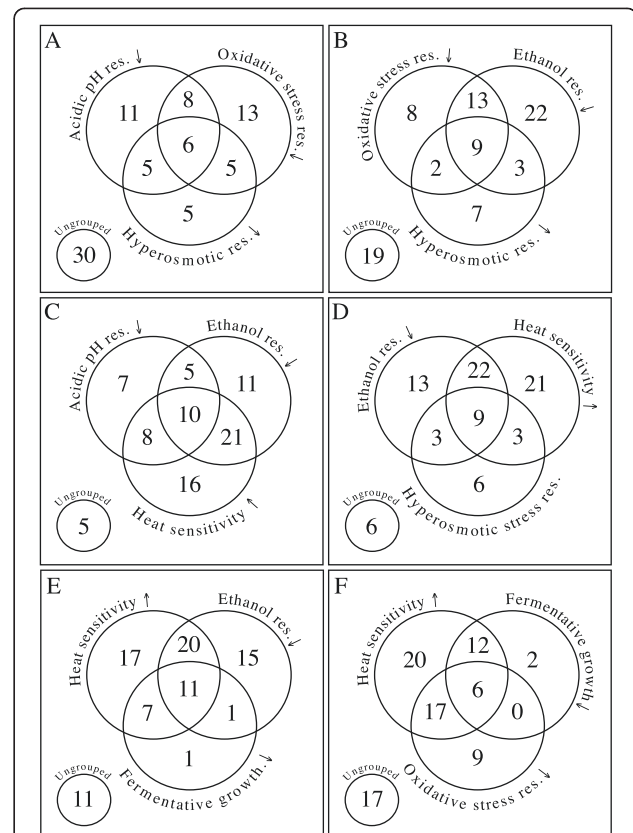 A
Acidic pH res. ↓
Oxidative stress res. ↓
11
8
13
6
5
5
5
Hyperosmotic res. ↓
Ungrouped
30
B
Oxidative stress res. ↓
Ethanol res. ↓
8
13
22
9
2
3
7
Hyperosmotic res. ↓
Ungrouped
19
C
Acidic pH res. ↓
Ethanol res. ↓
7
5
11
10
8
21
16
Heat sensitivity ↑
Ungrouped
5
D
Ethanol res. ↓
Heat sensitivity ↑
13
22
21
9
3
3
6
Hyperosmotic stress res.
Ungrouped
6
E
Heat sensitivity ↑
Ethanol res. ↓
17
20
15
11
7
1
1
Fermentative growth. ↓
Ungrouped
11
F
Heat sensitivity ↑
Fermentative growth ↓
20
12
2
6
17
0
9
Oxidative stress res. ↓
Ungrouped
17